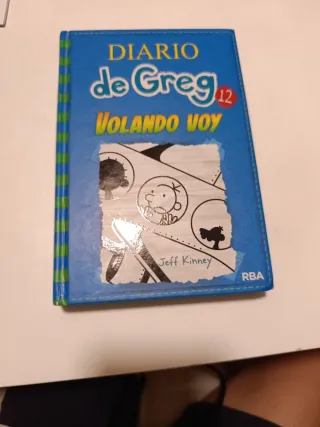 DIARIO
de Greg
12
VOLANDO VOY
Jeff Kinney
RBA